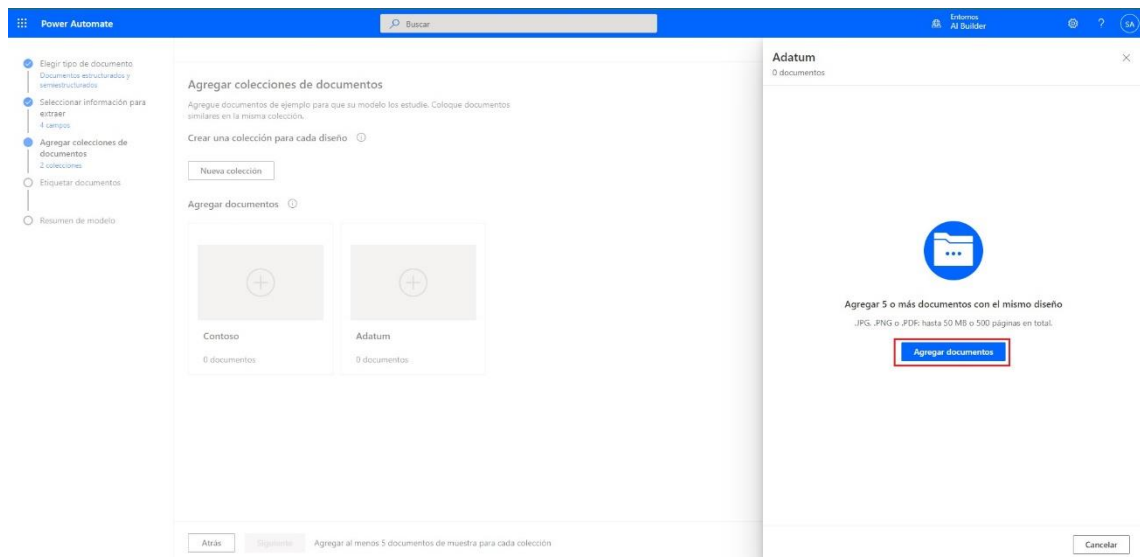 Power Automate
Buscar
Entornos
AI Builder
SA
Elegir tipo de documento
Documentos estructurados y
semiestructurados
Seleccionar información para
extraer
4 campos
Agregar colecciones de
documentos
2 colecciones
Etiquetar documentos
Resumen de modelo
Agregar colecciones de documentos
Agregue documentos de ejemplo para que su modelo los estudie. Coloque documentos
similares en la misma colección.
Crear una colección para cada diseño
Nueva colección
Agregar documentos
Contoso
0 documentos
Adatum
0 documentos
Atrás
Siguiente
Agregar al menos 5 documentos de muestra para cada colección
Adatum
0 documentos
Agregar 5 o más documentos con el mismo diseño
.JPG, .PNG o .PDF: hasta 50 MB o 500 páginas en total.
Agregar documentos
Cancelar